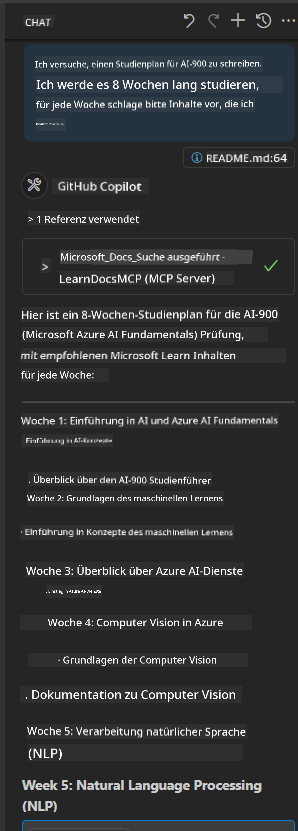 CHAT
Ich versuche, einen Studienplan für AI-900 zu schreiben.
Ich werde es 8 Wochen lang studieren,
für jede Woche schlage bitte Inhalte vor, die ich
README.md:64
GitHub Copilot
> 1 Referenz verwendet
> Microsoft_Docs_Suche ausgeführt -
LearnDocsMCP (MCP Server)
Hier ist ein 8-Wochen-Studienplan für die AI-900
(Microsoft Azure AI Fundamentals) Prüfung,
mit empfohlenen Microsoft Learn Inhalten
für jede Woche:
Woche 1: Einführung in AI und Azure AI Fundamentals
Einführung in AI-Konzepte
. Überblick über den AI-900 Studienführer
Woche 2: Grundlagen des maschinellen Lernens
· Einführung in Konzepte des maschinellen Lernens
Woche 3: Überblick über Azure AI-Dienste
Woche 4: Computer Vision in Azure
- Grundlagen der Computer Vision
. Dokumentation zu Computer Vision
Woche 5: Verarbeitung natürlicher Sprache
(NLP)
Week 5: Natural Language Processing
(NLP)